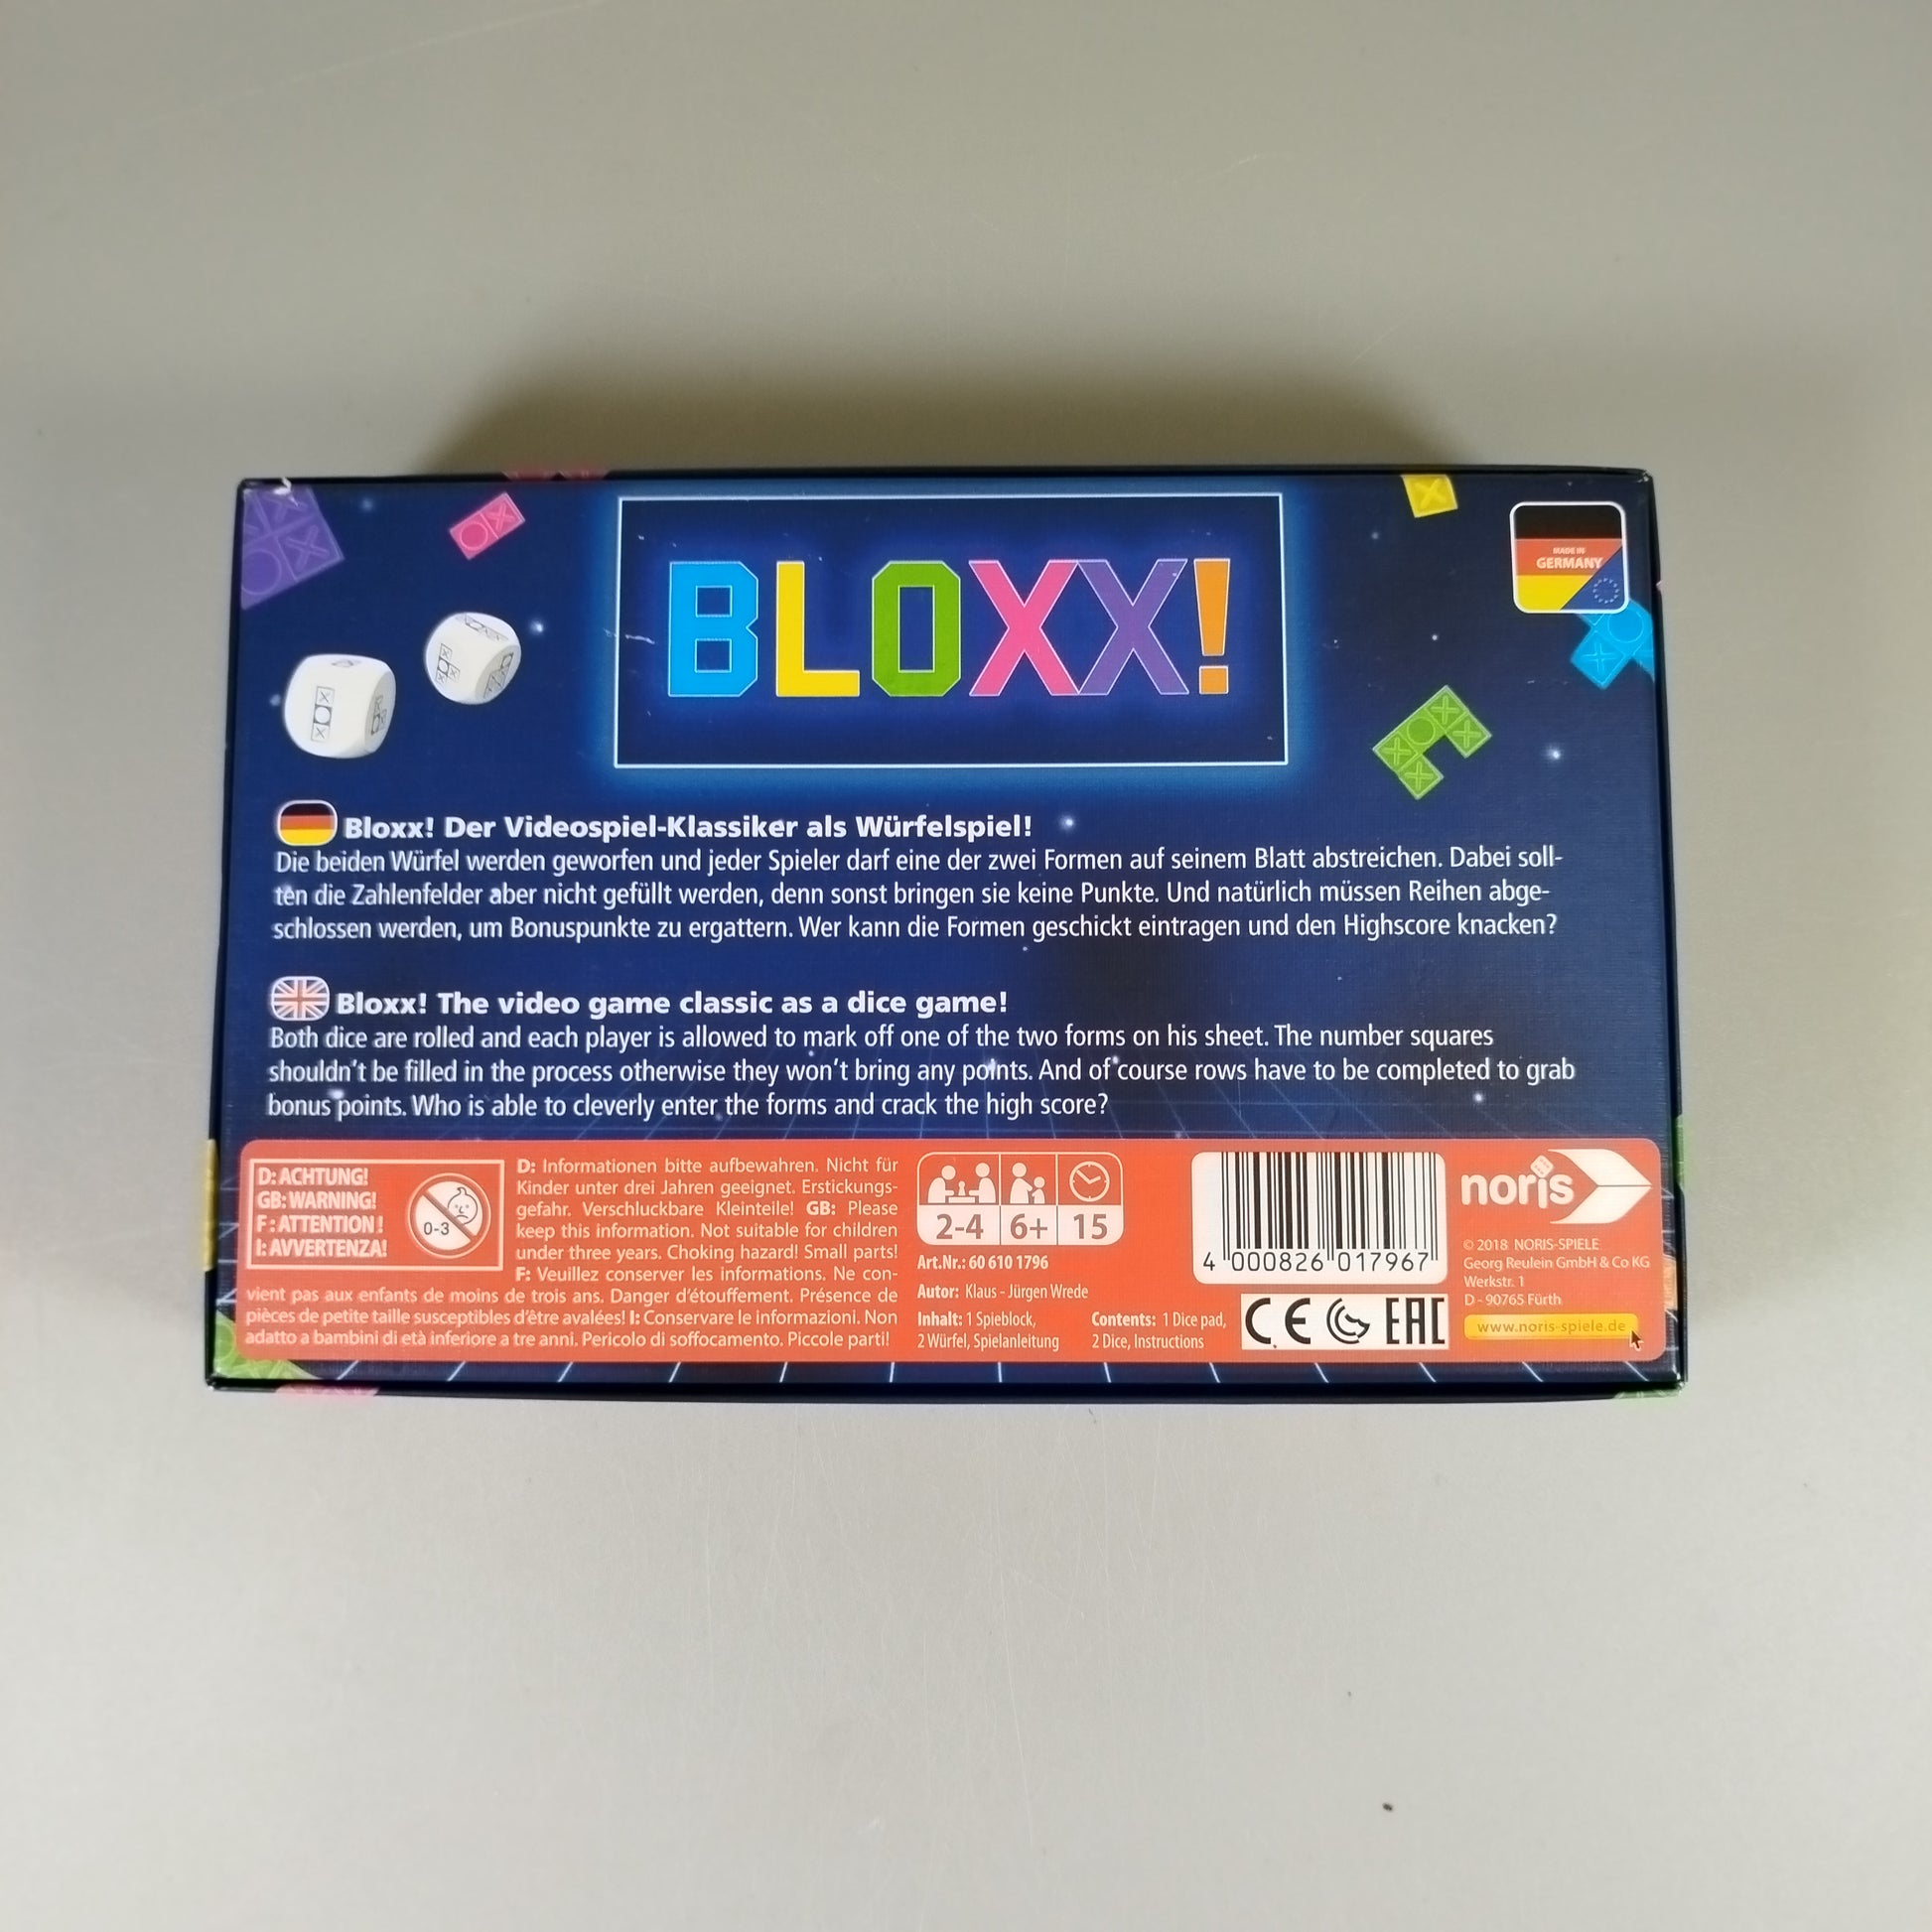 BLOXX!
MADE IN
GERMANY
Bloxx! Der Videospiel-Klassiker als Würfelspiel!
Die beiden Würfel werden geworfen und jeder Spieler darf eine der zwei Formen auf seinem Blatt abstreichen. Dabei soll-
ten die Zahlenfelder aber nicht gefüllt werden, denn sonst bringen sie keine Punkte. Und natürlich müssen Reihen abge-
schlossen werden, um Bonuspunkte zu ergattern. Wer kann die Formen geschickt eintragen und den Highscore knacken?
Bloxx! The video game classic as a dice game!
Both dice are rolled and each player is allowed to mark off one of the two forms on his sheet. The number squares
shouldn't be filled in the process otherwise they won't bring any points. And of course rows have to be completed to grab
bonus points. Who is able to cleverly enter the forms and crack the high score?
D: ACHTUNG!
GB: WARNING!
F: ATTENTION!
I: AVVERTENZA!
0-3
D: Informationen bitte aufbewahren. Nicht für
Kinder unter drei Jahren geeignet. Erstickungs-
gefahr. Verschluckbare Kleinteile! GB: Please
keep this information. Not suitable for children
under three years. Choking hazard! Small parts!
F: Veuillez conserver les informations. Ne con-
vient pas aux enfants de moins de trois ans. Danger d'étouffement. Présence de
pièces de petite taille susceptibles d'être avalées! I: Conservare le informazioni. Non
adatto a bambini di età inferiore a tre anni. Pericolo di soffocamento. Piccole parti!
2-4 6+ 15
Art.Nr.: 60 610 1796
Autor: Klaus - Jürgen Wrede
Inhalt: 1 Spieblock,
2 Würfel, Spielanleitung
Contents: 1 Dice pad,
2 Dice, Instructions
4 000826 017967
CE EAC
noris
© 2018 NORIS-SPIELE
Georg Reulein GmbH & Co KG
Werkstr. 1
D - 90765 Fürth
www.noris-spiele.de